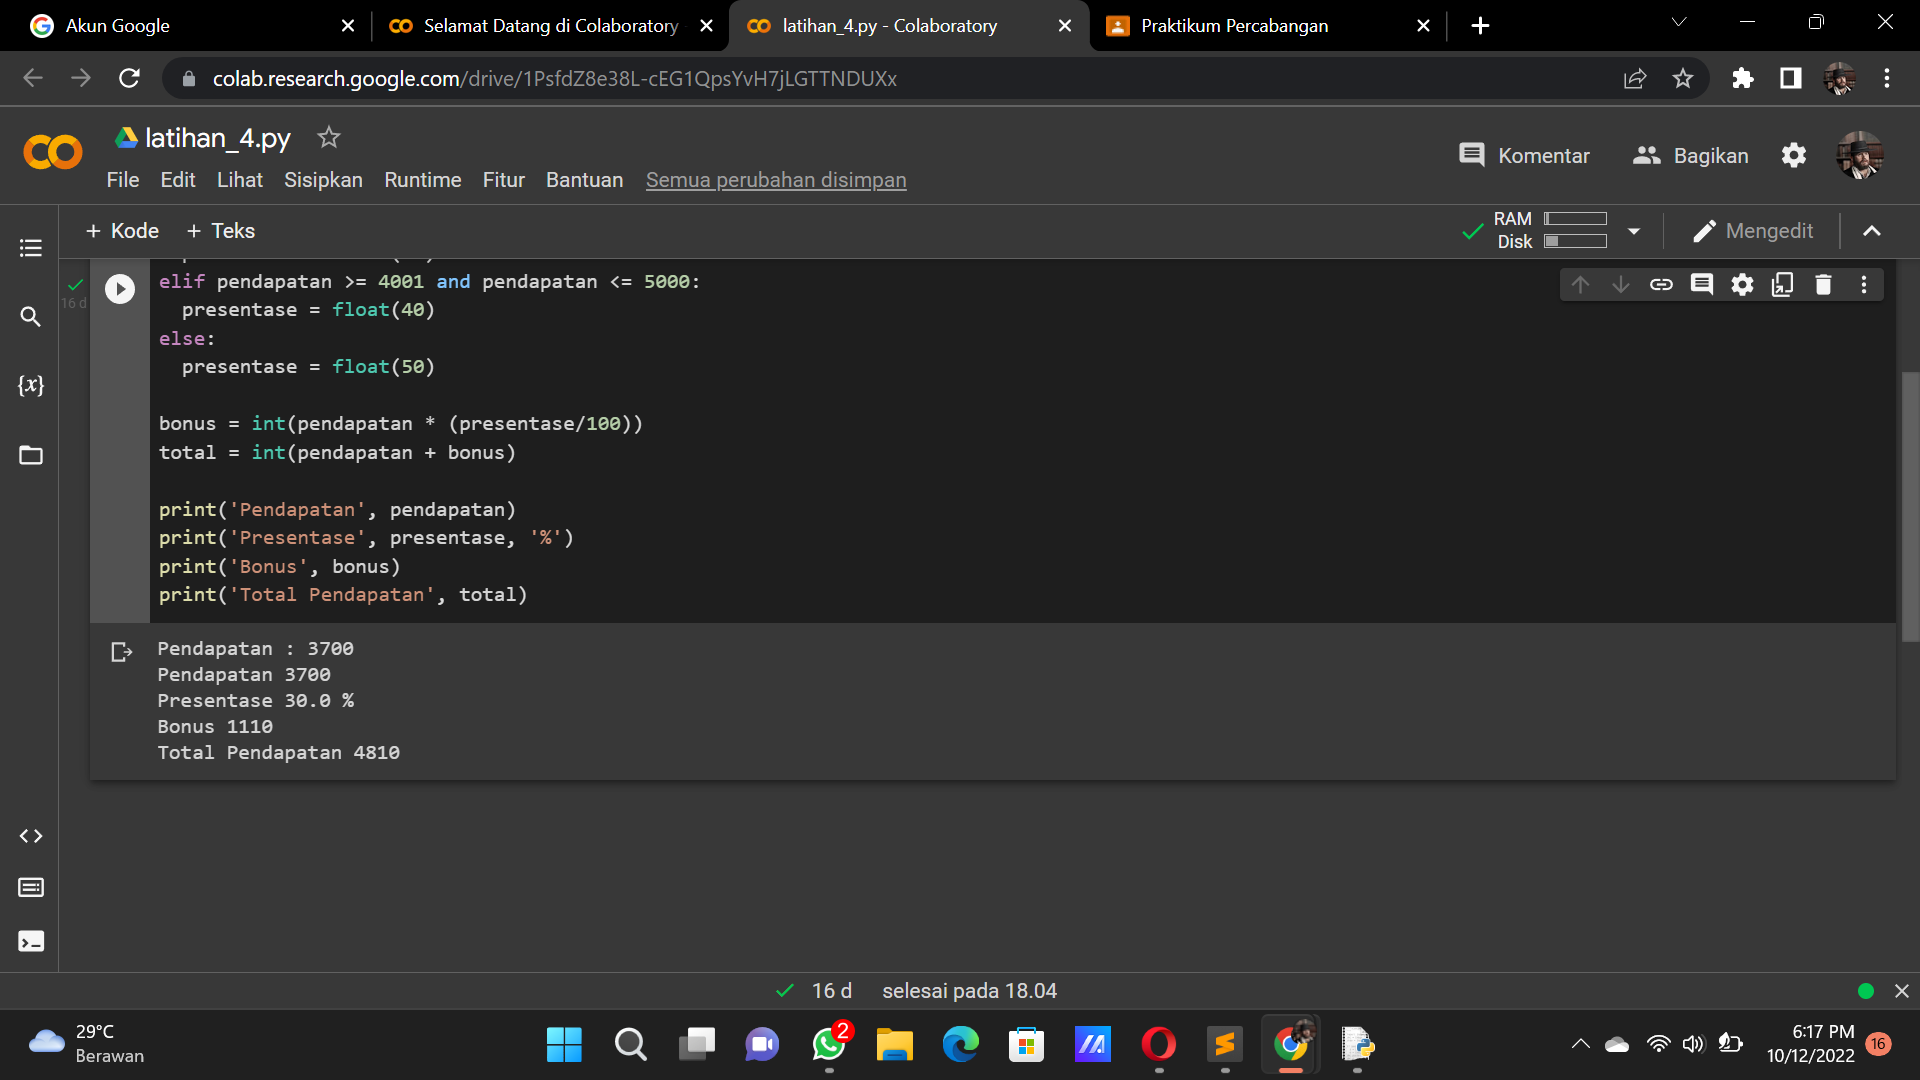 Akun Google
Selamat Datang di Colaboratory
latihan_4.py - Colaboratory
Praktikum Percabangan
colab.research.google.com/drive/1PsfdZ8e38L-cEG1QpsYvH7jLGTTNDUXx
latihan_4.py
Komentar
Bagikan
File Edit Lihat Sisipkan Runtime Fitur Bantuan Semua perubahan disimpan
+ Kode + Teks
RAM
Disk
Mengedit
16 d
elif pendapatan >= 4001 and pendapatan <= 5000:
presentase = float(40)
else:
presentase = float(50)
bonus = int(pendapatan * (presentase/100))
total = int(pendapatan + bonus)
print('Pendapatan', pendapatan)
print('Presentase', presentase, '%')
print('Bonus', bonus)
print('Total Pendapatan', total)
Pendapatan : 3700
Pendapatan 3700
Presentase 30.0 %
Bonus 1110
Total Pendapatan 4810
16 d selesai pada 18.04
29°C
Berawan
2
6:17 PM
10/12/2022
16